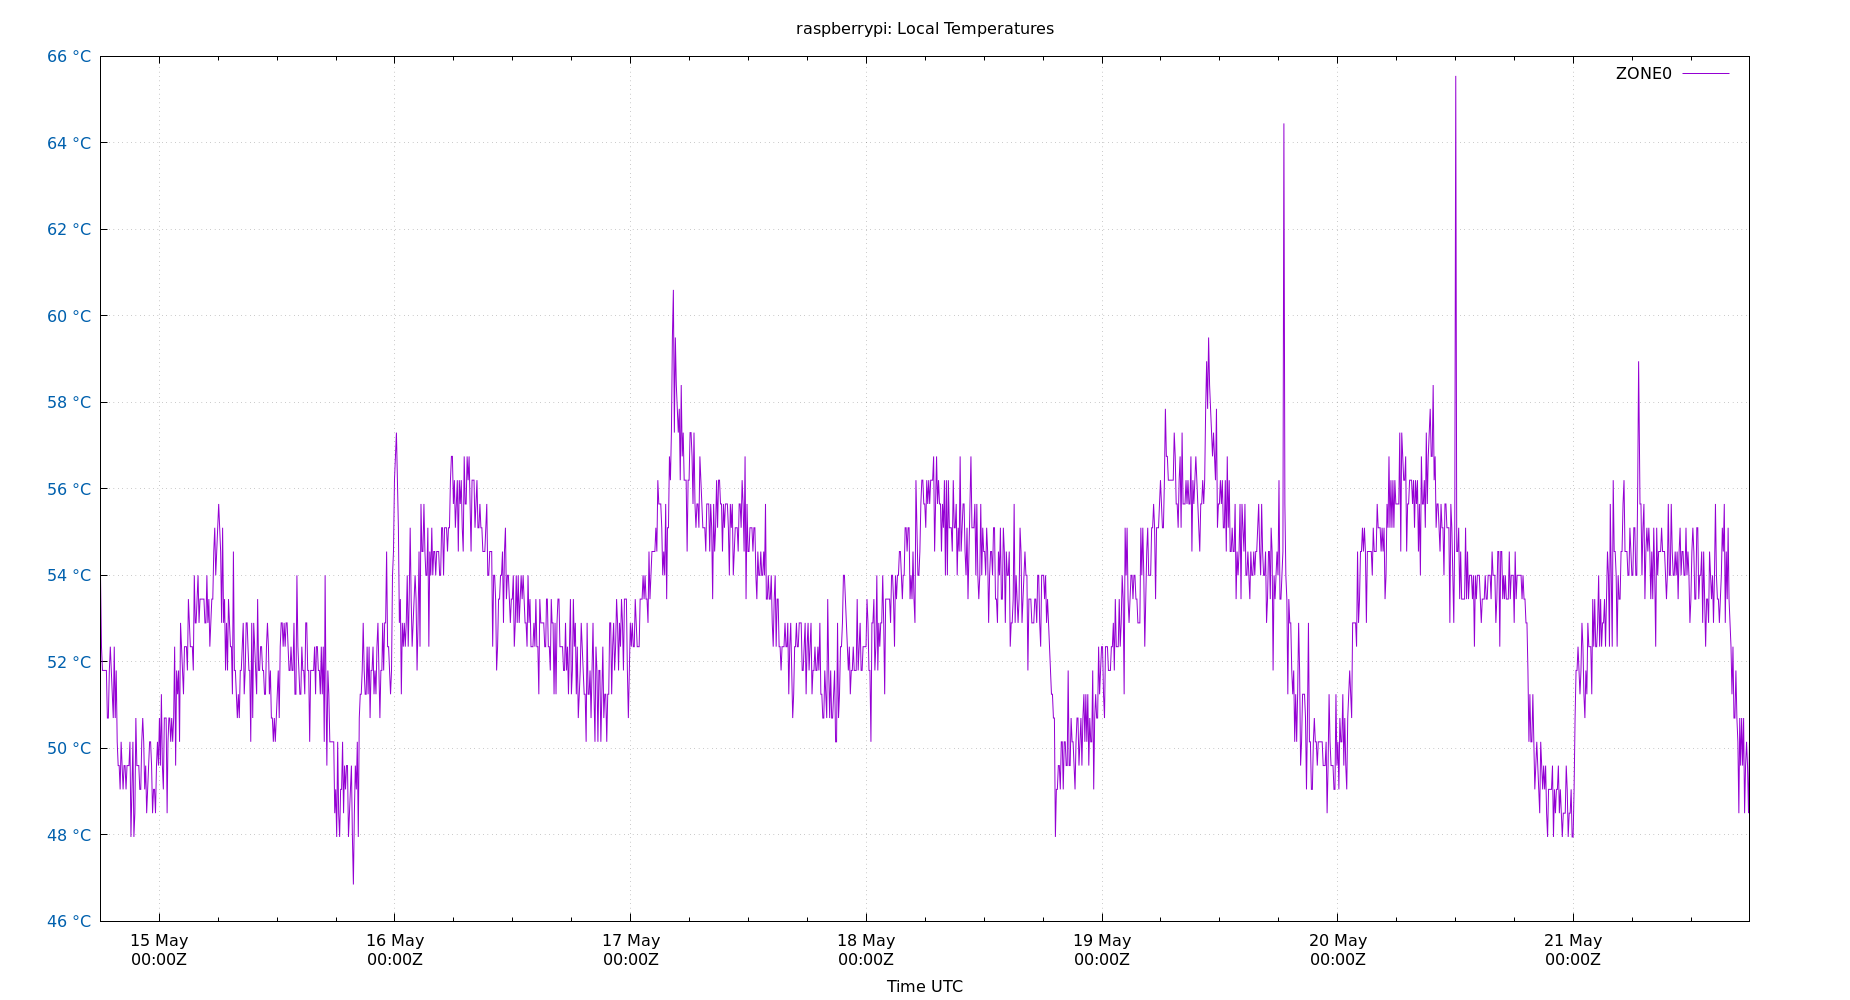 raspberrypi: Local Temperatures
ZONE0
66 °C
64 °C
62 °C
60 °C
58 °C
56 °C
54 °C
52 °C
50 °C
48 °C
46 °C
15 May 16 May 17 May 18 May 19 May 20 May 21 May
00:00Z 00:00Z 00:00Z 00:00Z 00:00Z 00:00Z 00:00Z
Time UTC